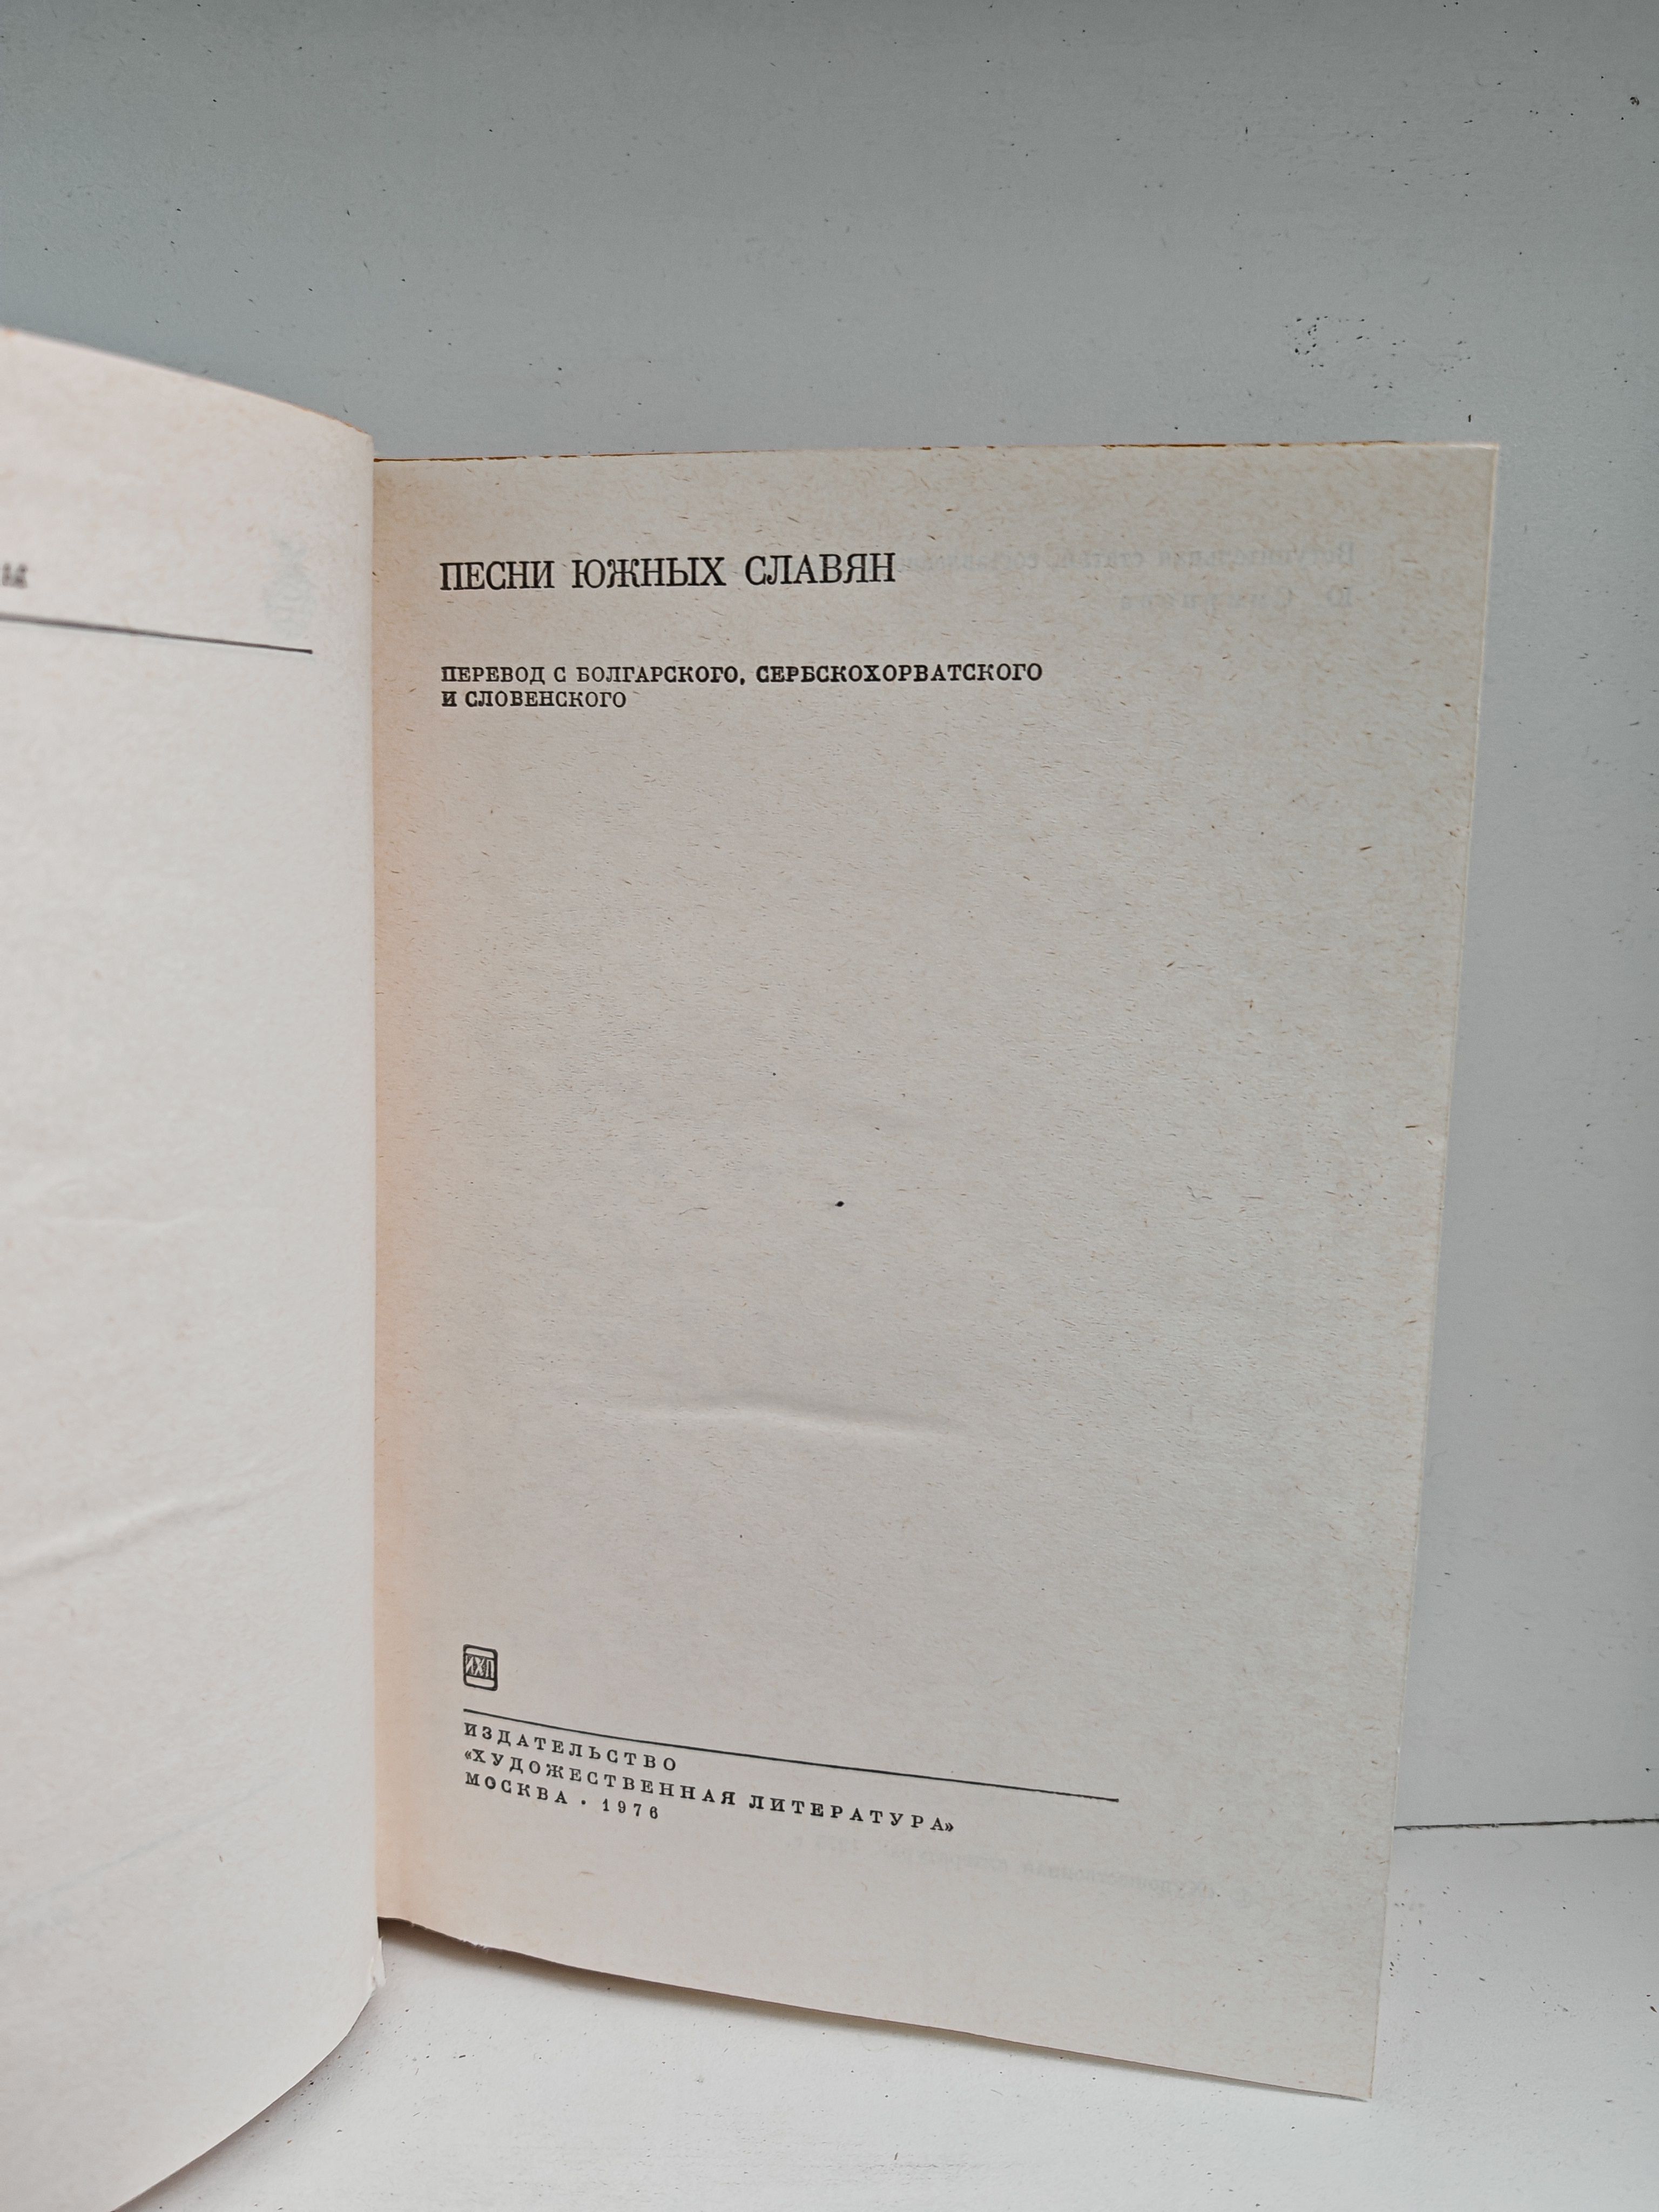 ПЕСНИ ЮЖНЫХ СЛАВЯН
ПЕРЕВОД С БОЛГАРСКОГО, СЕРБСКОХОРВАТСКОГО
И СЛОВЕНСКОГО
ИХЛ
ИЗДАТЕЛЬСТВО
«ХУДОЖЕСТВЕННАЯ ЛИТЕРАТУРА»
МОСКВА · 1976